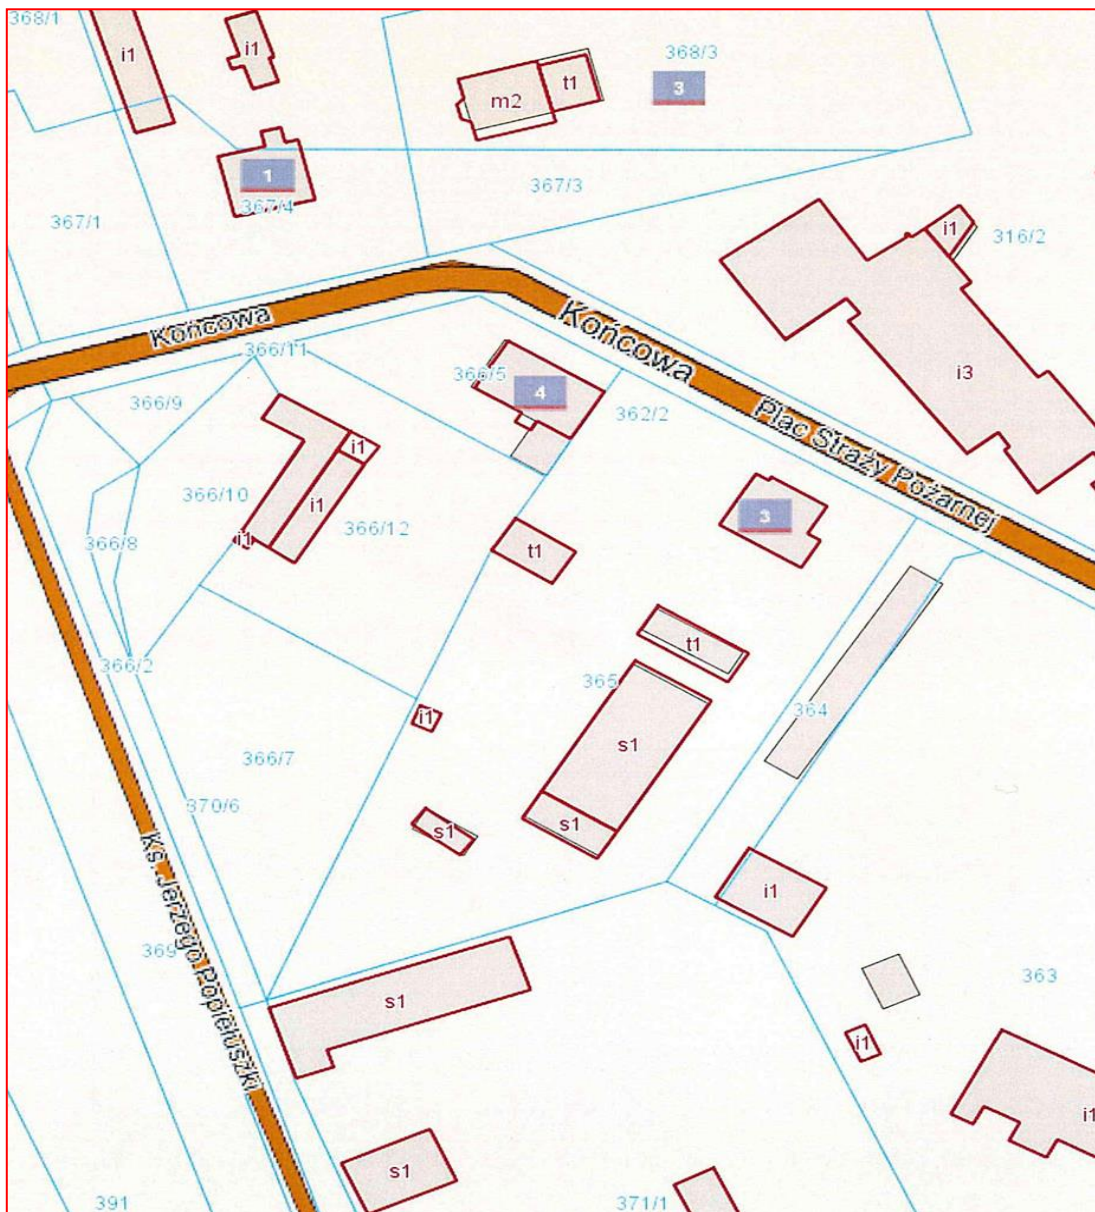 368/1
i1
i1
368/3
3
m2
t1
1
367/4
367/3
367/1
i1
316/2
Końcowa
Końcowa
366/11
366/5
4
362/2
i3
366/9
Plac Straży Pożarnej
i1
366/10
i1
366/12
3
i1
366/8
t1
t1
366/2
365
364
i1
s1
366/7
370/6
s1
s1
Ks. Jerzego Popiełuszki
i1
369
363
s1
i1
i1
s1
391
371/1